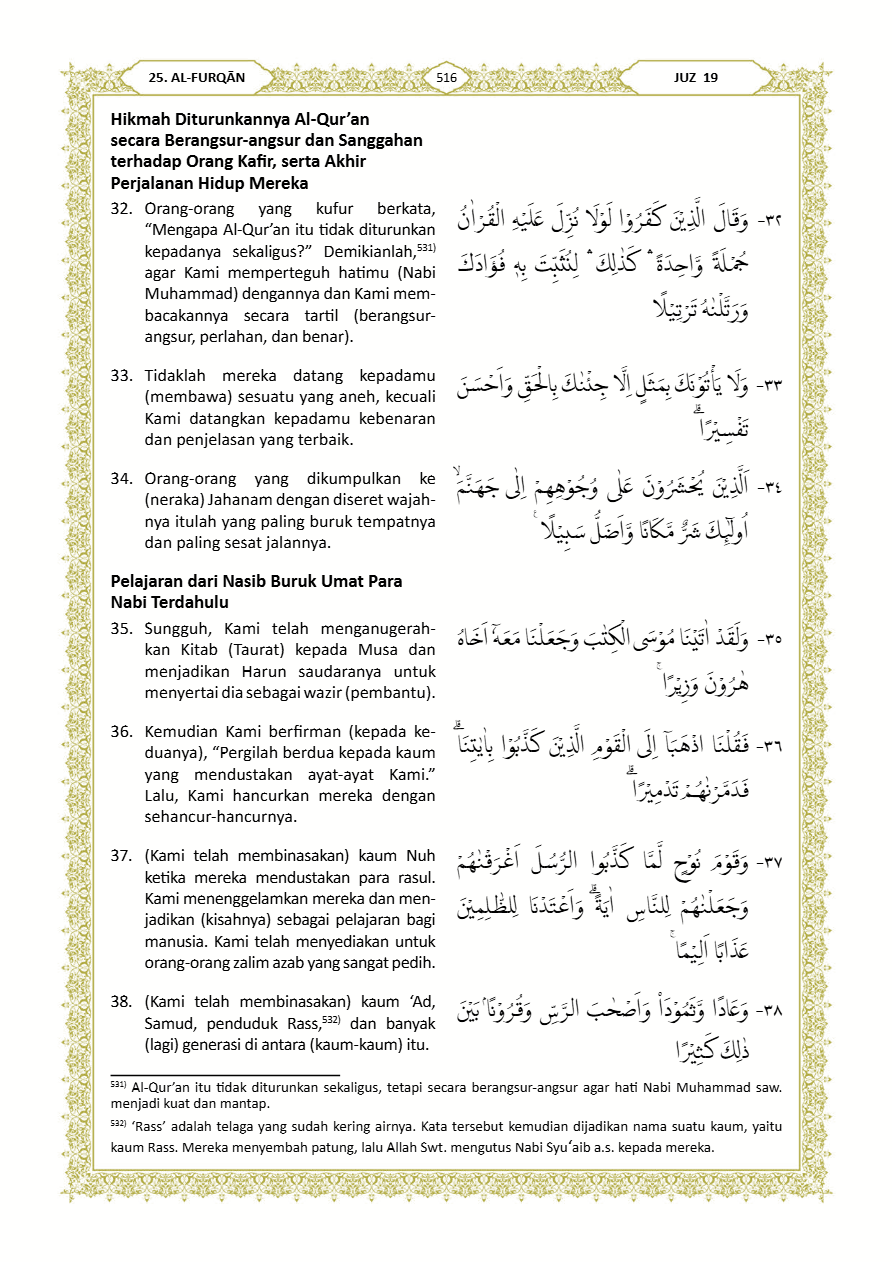 25. AL-FURQĀN
516
JUZ 19
Hikmah Diturunkannya Al-Qur’an
secara Berangsur-angsur dan Sanggahan
terhadap Orang Kafir, serta Akhir
Perjalanan Hidup Mereka
32. Orang-orang yang kufur berkata,
“Mengapa Al-Qur’an itu tidak diturunkan
kepadanya sekaligus?” Demikianlah,531)
agar Kami memperteguh hatimu (Nabi
Muhammad) dengannya dan Kami mem-
bacakannya secara tartil (berangsur-
angsur, perlahan, dan benar).
٣٢- وَقَالَ الَّذِيْنَ كَفَرُوْا لَوْلَا نُزِّلَ عَلَيْهِ الْقُرْاٰنُ
جُمْلَةً وَّاحِدَةً ۛ كَذٰلِكَ ۛ لِنُثَبِّتَ بِهٖ فُؤَادَكَ
وَرَتَّلْنٰهُ تَرْتِيْلًا
33. Tidaklah mereka datang kepadamu
(membawa) sesuatu yang aneh, kecuali
Kami datangkan kepadamu kebenaran
dan penjelasan yang terbaik.
٣٣- وَلَا يَأْتُوْنَكَ بِمَثَلٍ اِلَّا جِئْنٰكَ بِالْحَقِّ وَاَحْسَنَ
تَفْسِيْرًاۗ
34. Orang-orang yang dikumpulkan ke
(neraka) Jahanam dengan diseret wajah-
nya itulah yang paling buruk tempatnya
dan paling sesat jalannya.
٣٤- اَلَّذِيْنَ يُحْشَرُوْنَ عَلٰى وُجُوْهِهِمْ اِلٰى جَهَنَّمَۙ
اُولٰۤىِٕكَ شَرٌّ مَّكَانًا وَّاَضَلُّ سَبِيْلًا ࣖ
Pelajaran dari Nasib Buruk Umat Para
Nabi Terdahulu
35. Sungguh, Kami telah menganugerah-
kan Kitab (Taurat) kepada Musa dan
menjadikan Harun saudaranya untuk
menyertai dia sebagai wazir (pembantu).
٣٥- وَلَقَدْ اٰتَيْنَا مُوْسَى الْكِتٰبَ وَجَعَلْنَا مَعَهٗٓ اَخَاهُ
هٰرُوْنَ وَزِيْرًا ۚ
36. Kemudian Kami berfirman (kepada ke-
duanya), “Pergilah berdua kepada kaum
yang mendustakan ayat-ayat Kami.”
Lalu, Kami hancurkan mereka dengan
sehancur-hancurnya.
٣٦- فَقُلْنَا اذْهَبَآ اِلَى الْقَوْمِ الَّذِيْنَ كَذَّبُوْا بِاٰيٰتِنَاۗ
فَدَمَّرْنٰهُمْ تَدْمِيْرًاۗ
37. (Kami telah membinasakan) kaum Nuh
ketika mereka mendustakan para rasul.
Kami menenggelamkan mereka dan men-
jadikan (kisahnya) sebagai pelajaran bagi
manusia. Kami telah menyediakan untuk
orang-orang zalim azab yang sangat pedih.
٣٧- وَقَوْمَ نُوْحٍ لَّمَّا كَذَّبُوا الرُّسُلَ اَغْرَقْنٰهُمْ
وَجَعَلْنٰهُمْ لِلنَّاسِ اٰيَةًۗ وَاَعْتَدْنَا لِلظّٰلِمِيْنَ
عَذَابًا اَلِيْمًا ۚ
38. (Kami telah membinasakan) kaum ‘Ad,
Samud, penduduk Rass,532) dan banyak
(lagi) generasi di antara (kaum-kaum) itu.
٣٨- وَعَادًا وَّثَمُوْدَا۟ وَاَصْحٰبَ الرَّسِّ وَقُرُوْنًاۢ بَيْنَ
ذٰلِكَ كَثِيْرًا
531) Al-Qur’an itu tidak diturunkan sekaligus, tetapi secara berangsur-angsur agar hati Nabi Muhammad saw.
menjadi kuat dan mantap.
532) ‘Rass’ adalah telaga yang sudah kering airnya. Kata tersebut kemudian dijadikan nama suatu kaum, yaitu
kaum Rass. Mereka menyembah patung, lalu Allah Swt. mengutus Nabi Syu‘aib a.s. kepada mereka.